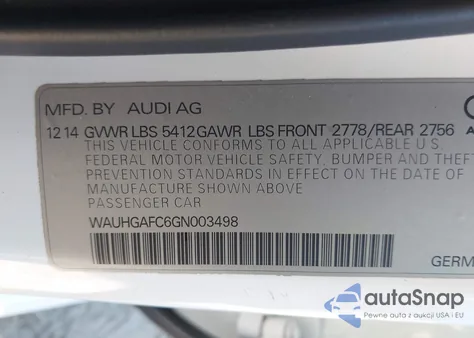 MFD. BY AUDI AG
12 14 GVWR LBS 5412 GAWR LBS FRONT 2778/REAR 2756
THIS VEHICLE CONFORMS TO ALL APPLICABLE U.S.
FEDERAL MOTOR VEHICLE SAFETY, BUMPER AND THEFT
PREVENTION STANDARDS IN EFFECT ON THE DATE OF
MANUFACTURE SHOWN ABOVE
PASSENGER CAR
WAUHGAFC6GN003498
GERM
autoSnap
Pewne auta z aukcji USA i EU